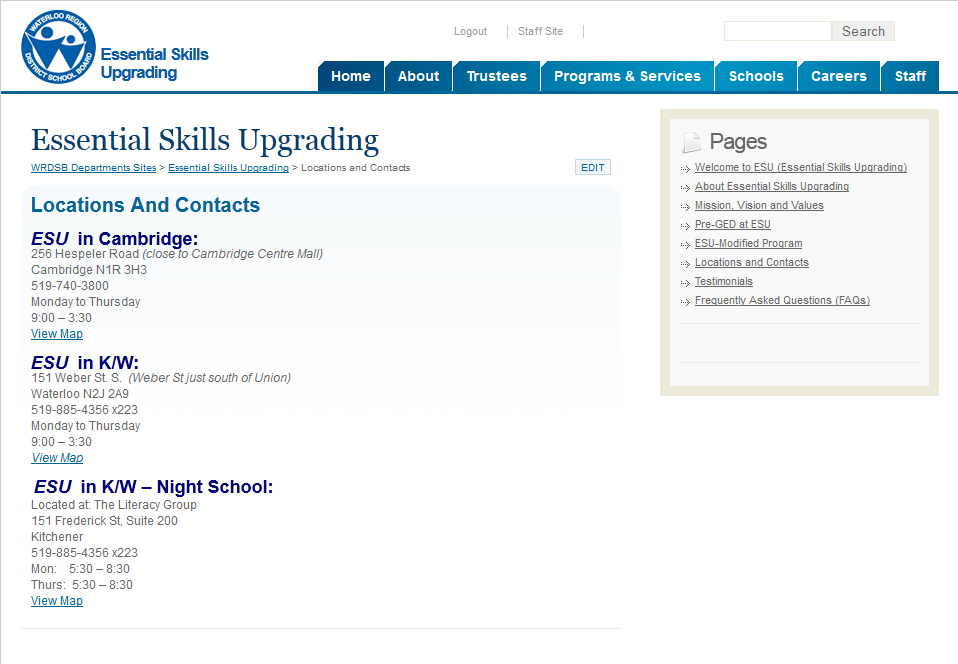 WATERLOO REGION
DISTRICT SCHOOL BOARD
Essential Skills
Upgrading
Logout
Staff Site
Search
Home
About
Trustees
Programs & Services
Schools
Careers
Staff
Essential Skills Upgrading
WRDSB Departments Sites > Essential Skills Upgrading > Locations and Contacts
EDIT
Locations And Contacts
ESU in Cambridge:
256 Hespeler Road (close to Cambridge Centre Mall)
Cambridge N1R 3H3
519-740-3800
Monday to Thursday
9:00 – 3:30
View Map
ESU in K/W:
151 Weber St. S. (Weber St just south of Union)
Waterloo N2J 2A9
519-885-4356 x223
Monday to Thursday
9:00 – 3:30
View Map
ESU in K/W – Night School:
Located at: The Literacy Group
151 Frederick St, Suite 200
Kitchener
519-885-4356 x223
Mon: 5:30 – 8:30
Thurs: 5:30 – 8:30
View Map
Pages
Welcome to ESU (Essential Skills Upgrading)
About Essential Skills Upgrading
Mission, Vision and Values
Pre-GED at ESU
ESU-Modified Program
Locations and Contacts
Testimonials
Frequently Asked Questions (FAQs)